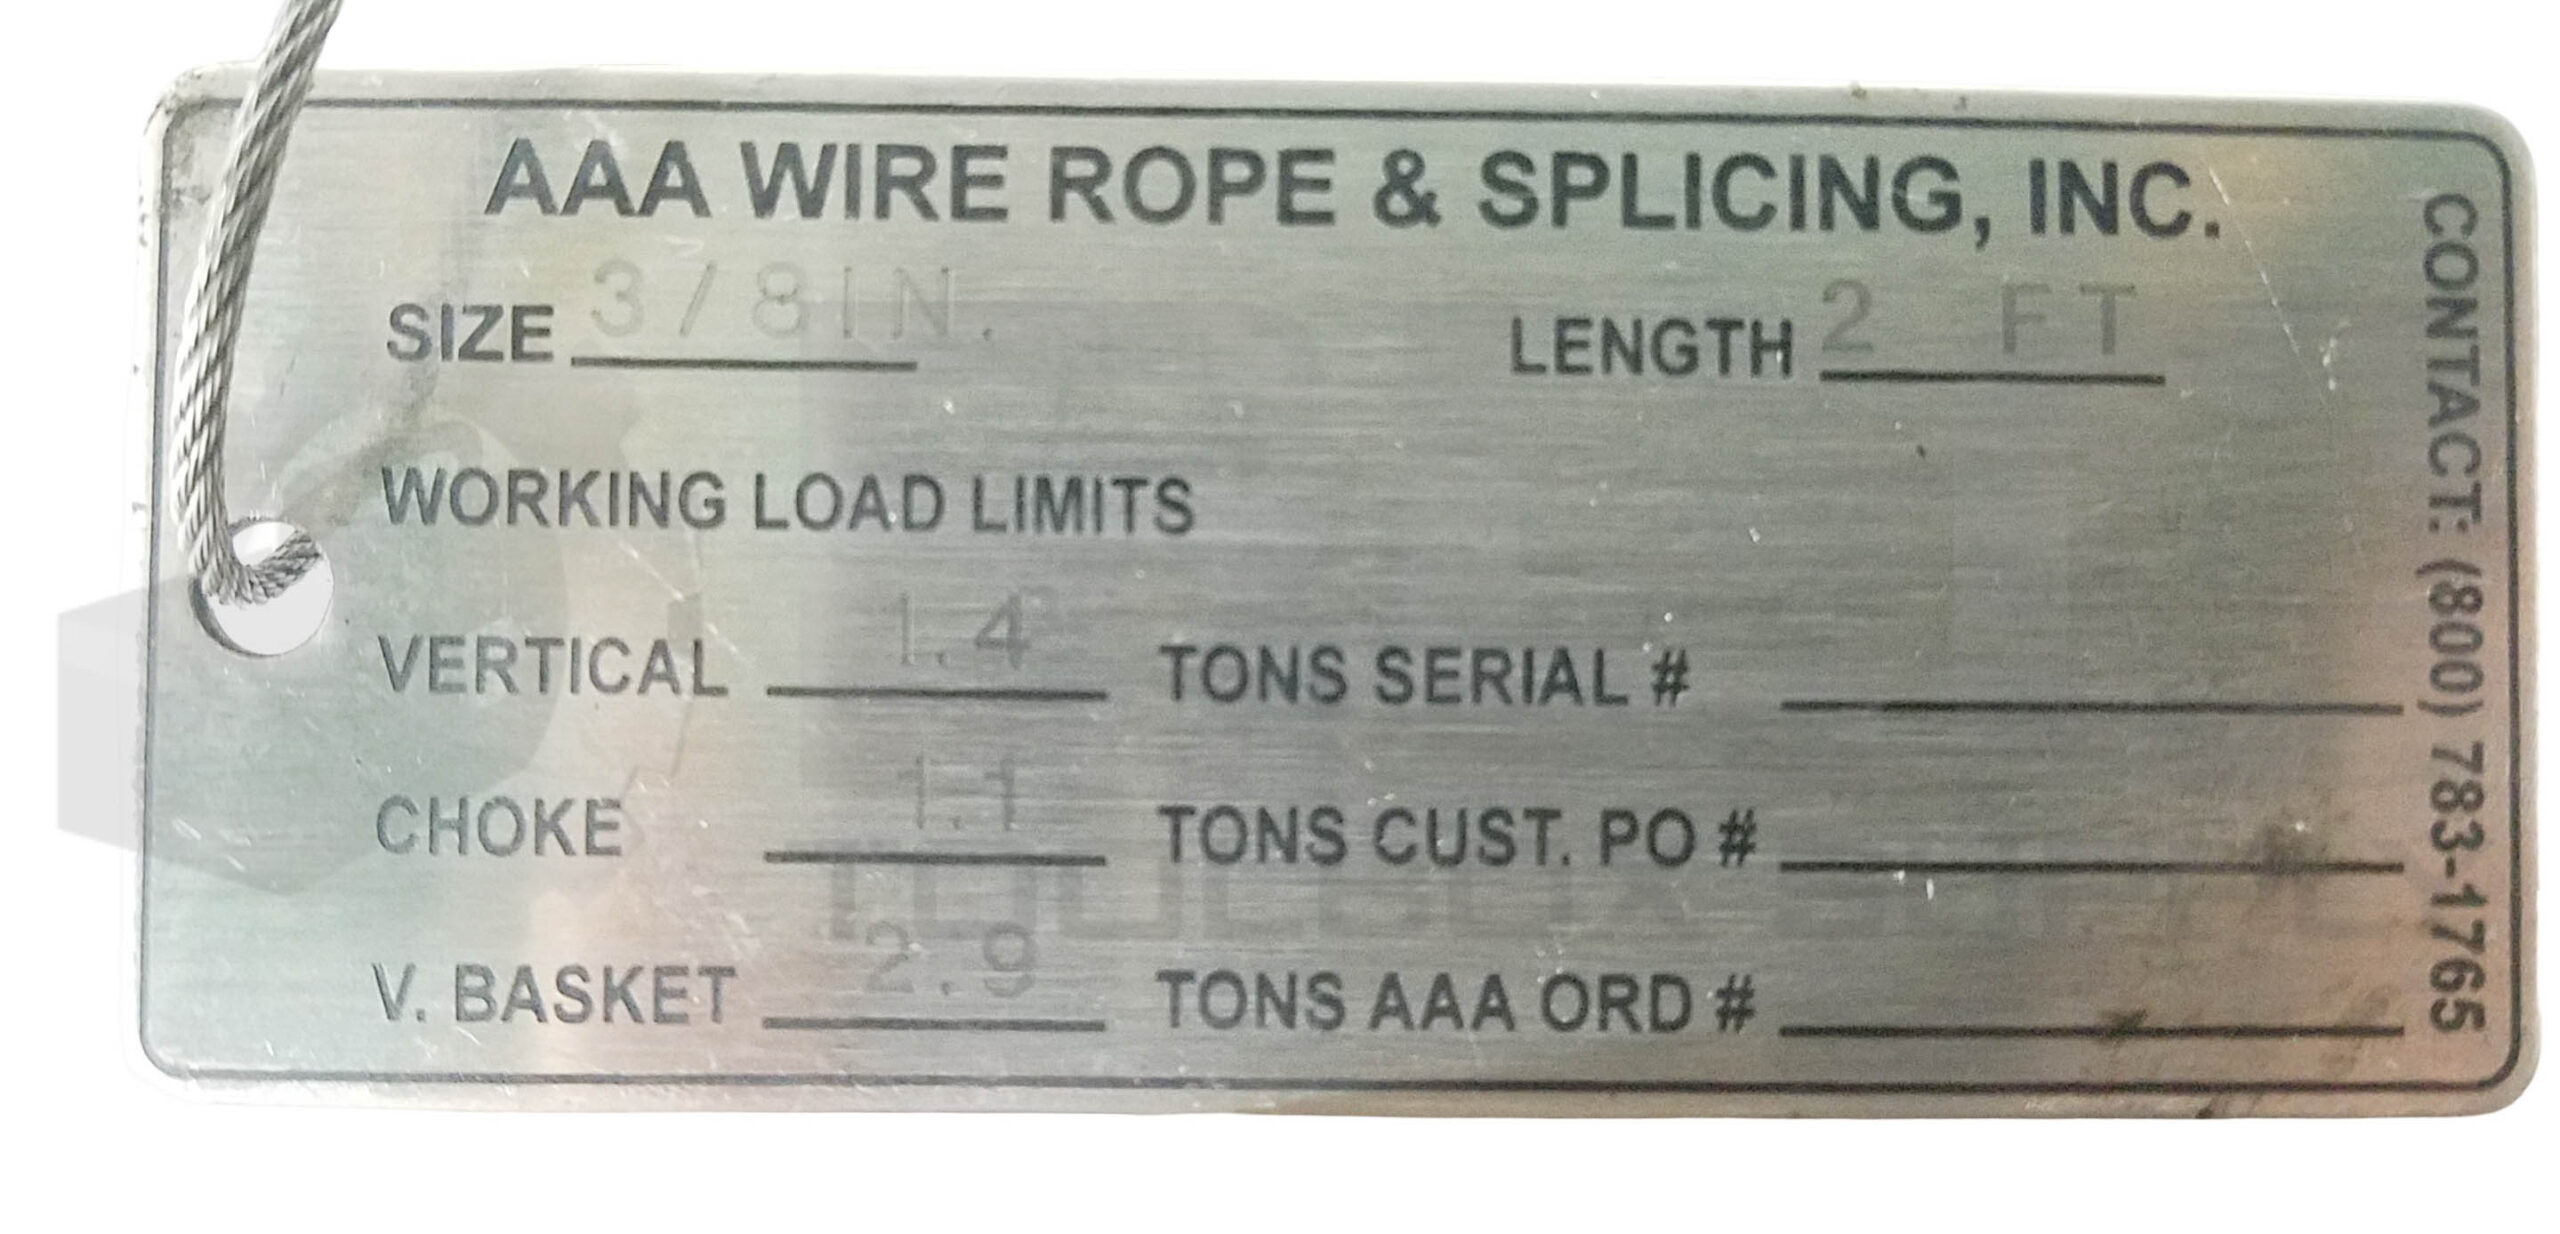 AAA WIRE ROPE & SPLICING, INC.
SIZE 3/8IN. LENGTH 2 FT
WORKING LOAD LIMITS
VERTICAL 1.4 TONS SERIAL #
CHOKE 1.1 TONS CUST. PO #
V. BASKET 2.9 TONS AAA ORD #
CONTACT: (800) 783-1765